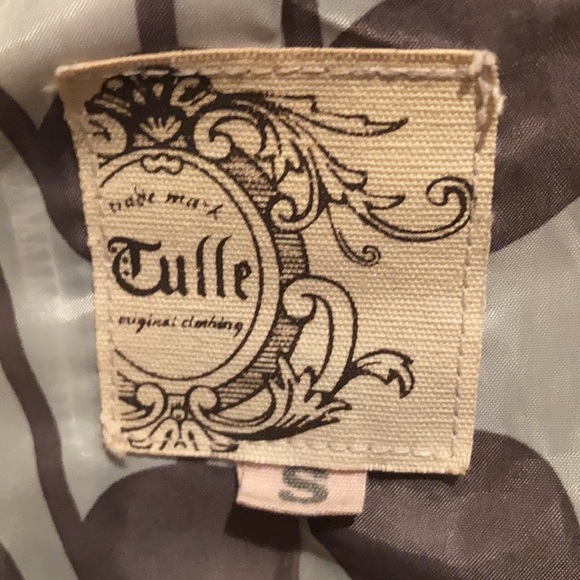 trade mark
Tulle
original clothing
S